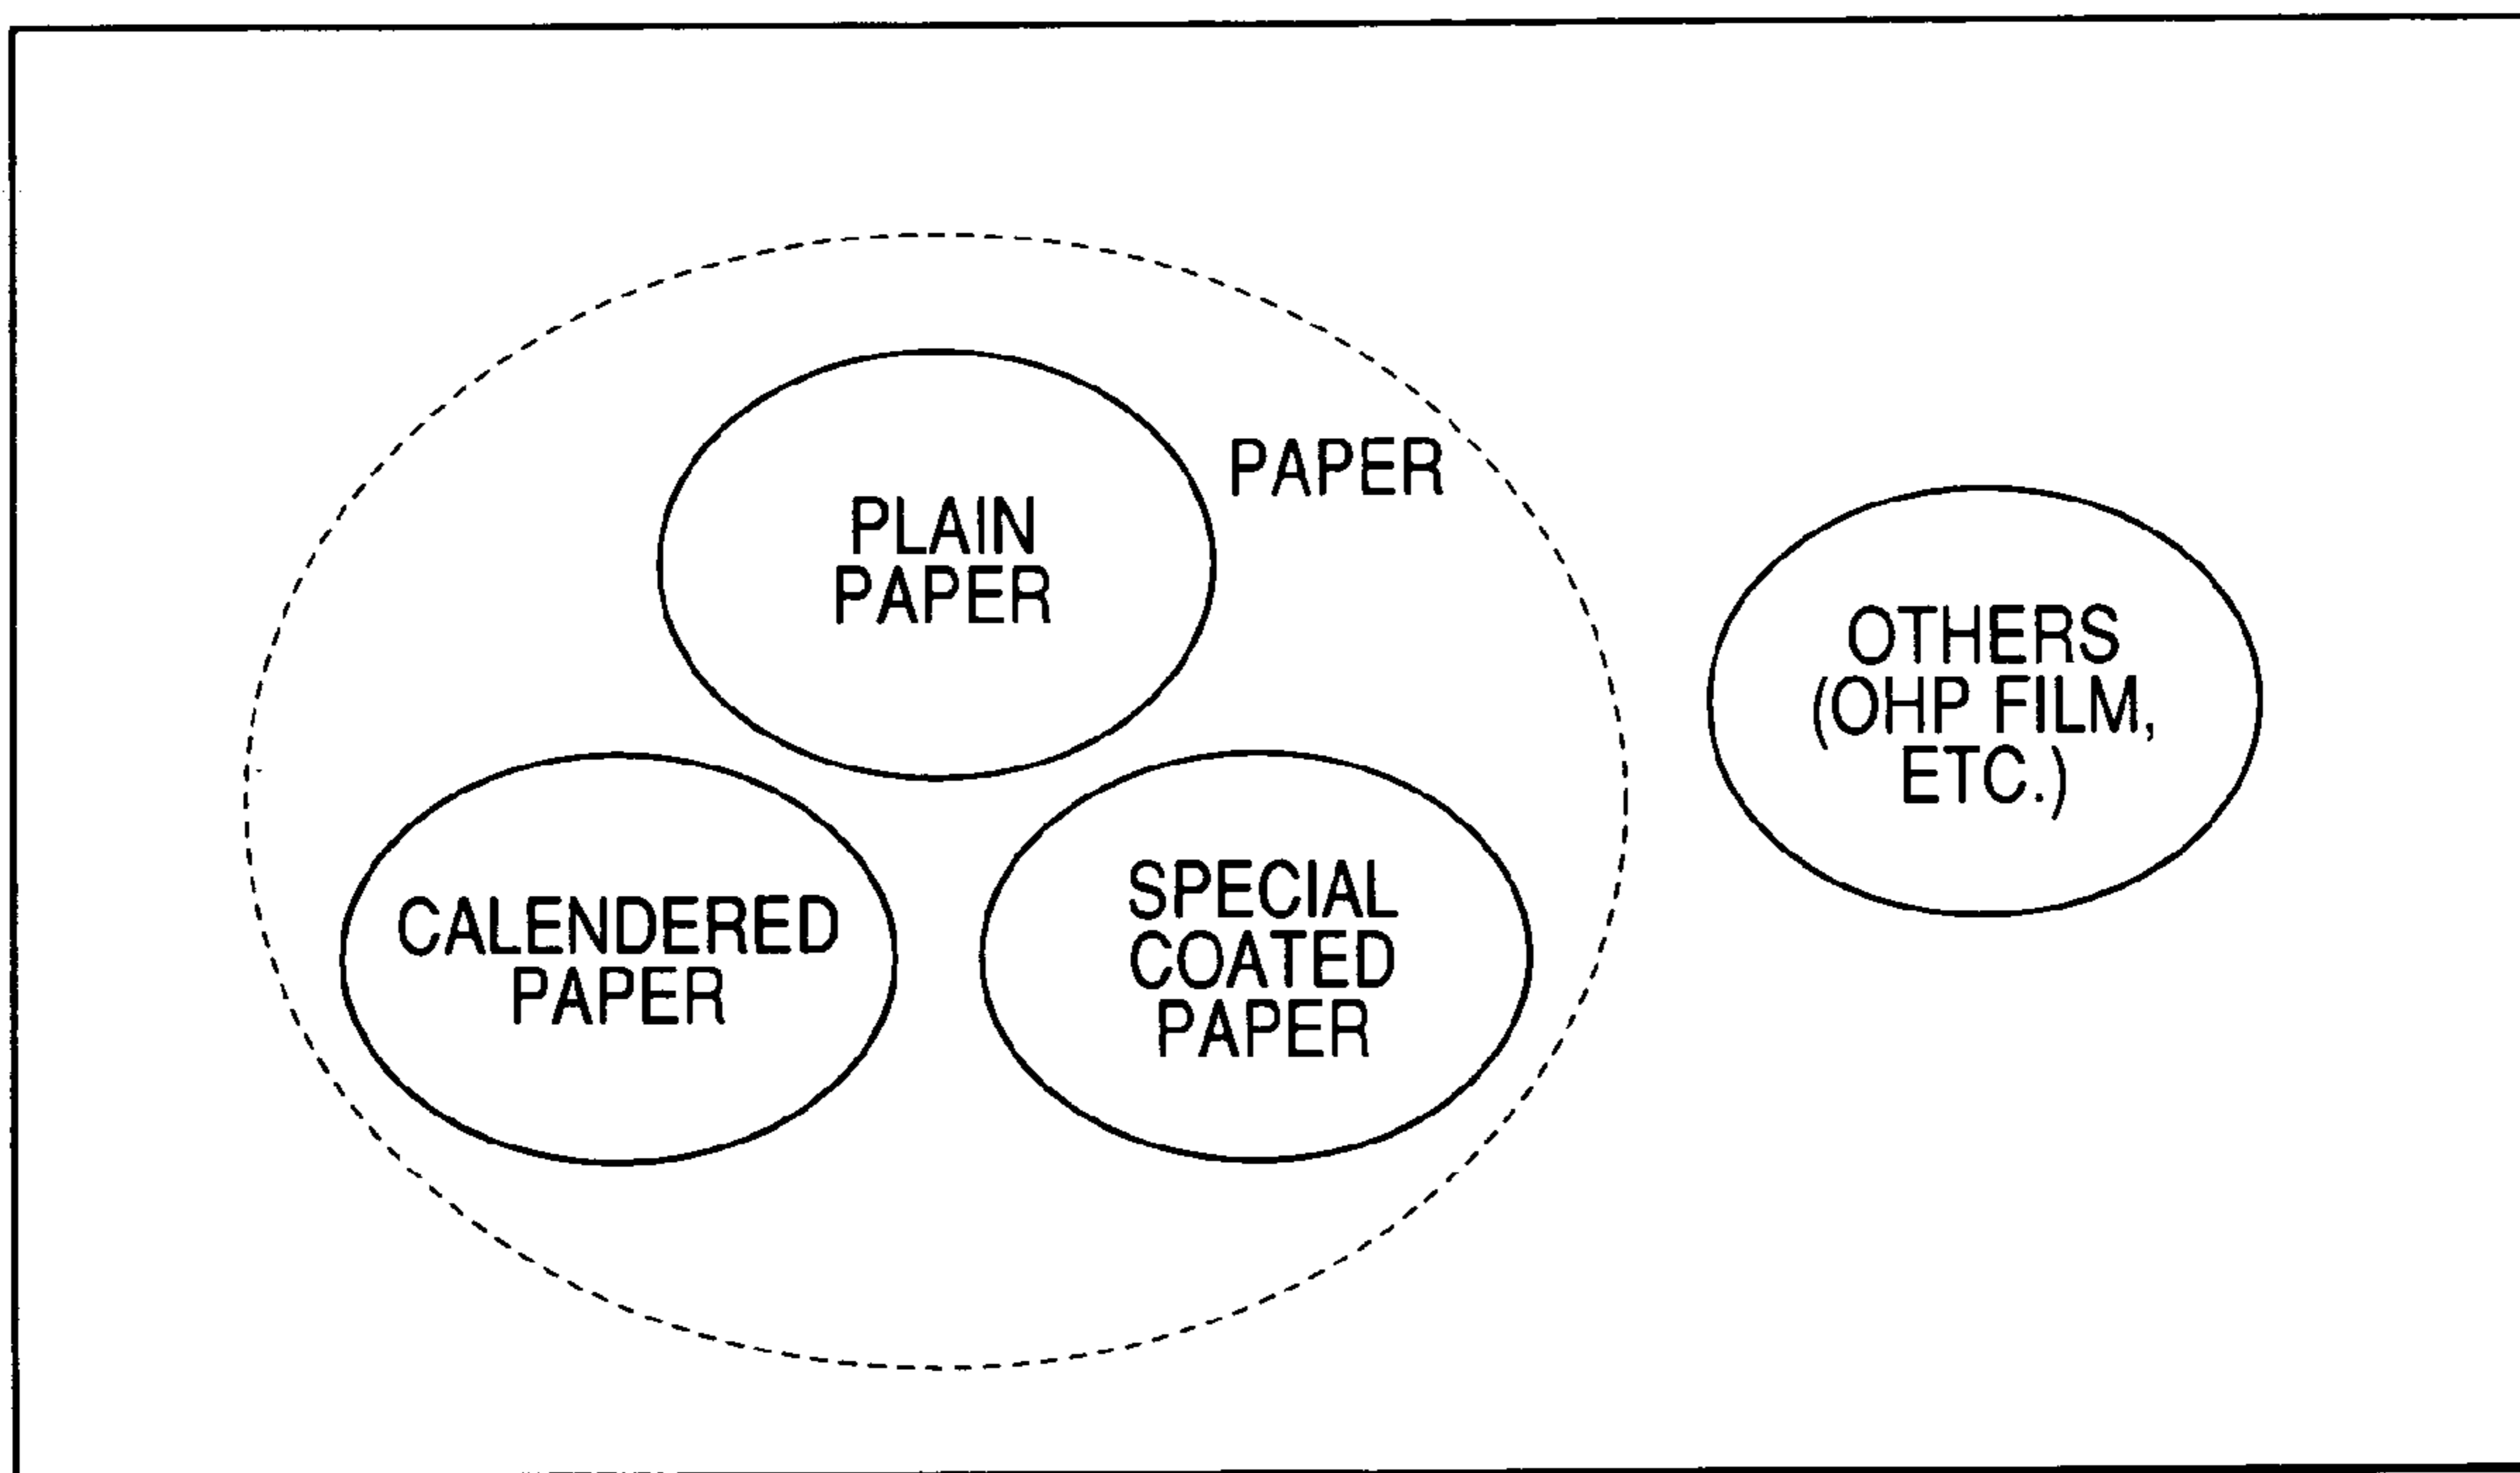 PAPER
PLAIN
PAPER
OTHERS
(OHP FILM,
ETC.)
CALENDERED
PAPER
SPECIAL
COATED
PAPER